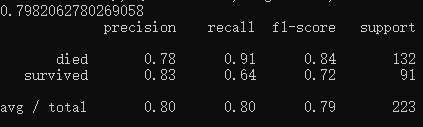 0.7982062780269058
precision recall f1-score support
died 0.78 0.91 0.84 132
survived 0.83 0.64 0.72 91
avg / total 0.80 0.80 0.79 223